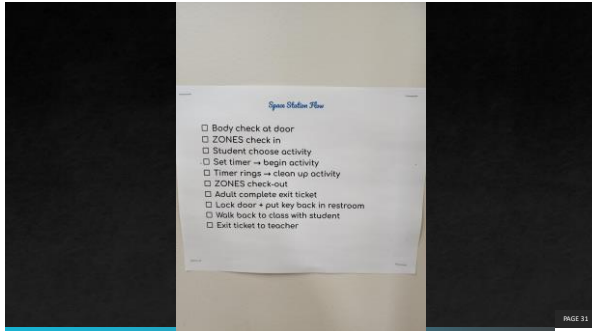 Space Station Flow
☐ Body check at door
☐ ZONES check in
☐ Student choose activity
☐ Set timer → begin activity
☐ Timer rings → clean up activity
☐ ZONES check-out
☐ Adult complete exit ticket
☐ Lock door + put key back in restroom
☐ Walk back to class with student
☐ Exit ticket to teacher
PAGE 31